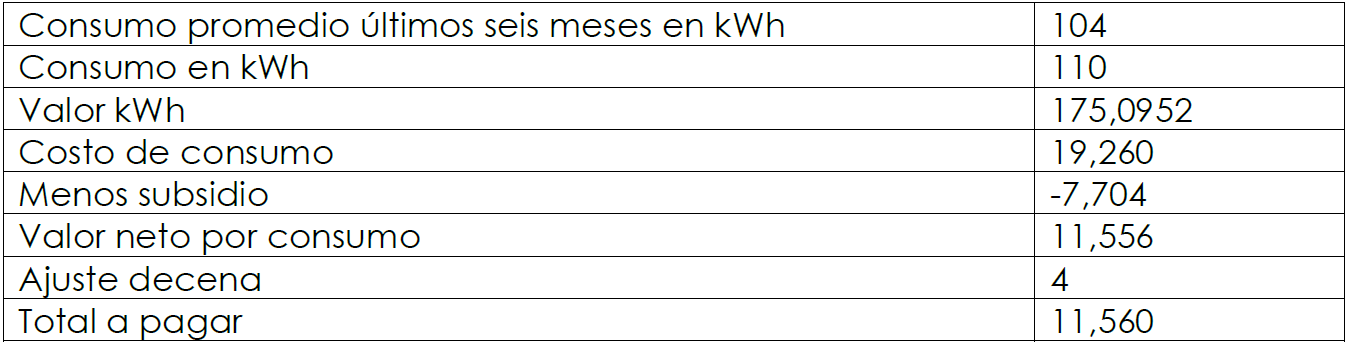 Consumo promedio últimos seis meses en kWh 104
Consumo en kWh 110
Valor kWh 175,0952
Costo de consumo 19,260
Menos subsidio -7,704
Valor neto por consumo 11,556
Ajuste decena 4
Total a pagar 11,560